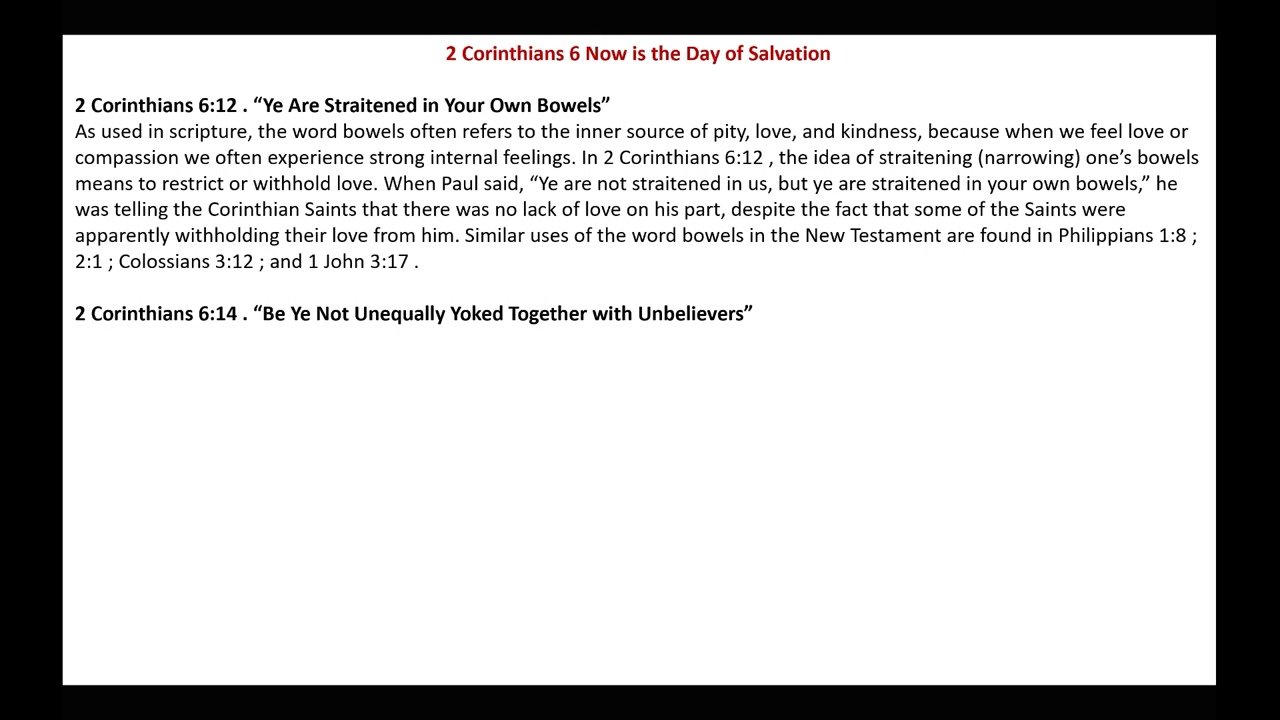 2 Corinthians 6 Now is the Day of Salvation
2 Corinthians 6:12 . “Ye Are Straitened in Your Own Bowels”
As used in scripture, the word bowels often refers to the inner source of pity, love, and kindness, because when we feel love or
compassion we often experience strong internal feelings. In 2 Corinthians 6:12 , the idea of straitening (narrowing) one’s bowels
means to restrict or withhold love. When Paul said, “Ye are not straitened in us, but ye are straitened in your own bowels,” he
was telling the Corinthian Saints that there was no lack of love on his part, despite the fact that some of the Saints were
apparently withholding their love from him. Similar uses of the word bowels in the New Testament are found in Philippians 1:8 ;
2:1 ; Colossians 3:12 ; and 1 John 3:17 .
2 Corinthians 6:14 . “Be Ye Not Unequally Yoked Together with Unbelievers”